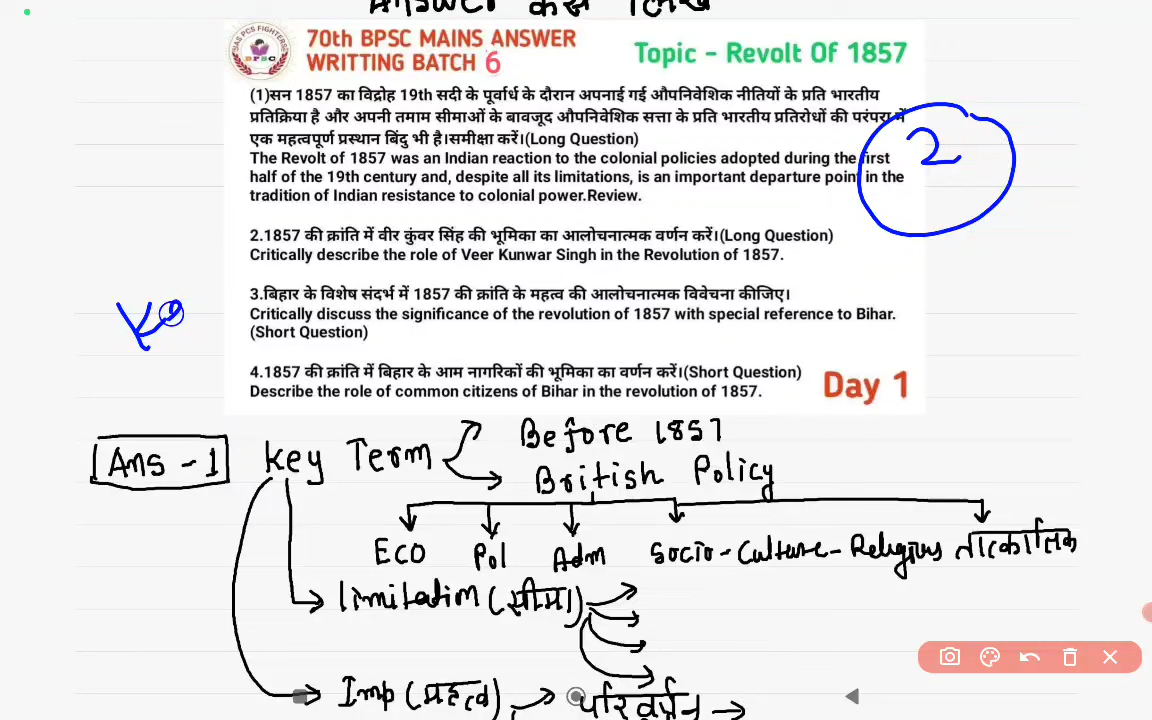 Answer कैसे लिखें
IAS PCS FIGHTERS
BPSC
70th BPSC MAINS ANSWER
WRITTING BATCH 6
Topic - Revolt Of 1857
(1)सन 1857 का विद्रोह 19th सदी के पूर्वार्ध के दौरान अपनाई गई औपनिवेशिक नीतियों के प्रति भारतीय
प्रतिक्रिया है और अपनी तमाम सीमाओं के बावजूद औपनिवेशिक सत्ता के प्रति भारतीय प्रतिरोधों की परंपरा में
एक महत्वपूर्ण प्रस्थान बिंदु भी है।समीक्षा करें।(Long Question)
The Revolt of 1857 was an Indian reaction to the colonial policies adopted during the first
half of the 19th century and, despite all its limitations, is an important departure point in the
tradition of Indian resistance to colonial power.Review.
2
2.1857 की क्रांति में वीर कुंवर सिंह की भूमिका का आलोचनात्मक वर्णन करें।(Long Question)
Critically describe the role of Veer Kunwar Singh in the Revolution of 1857.
3.बिहार के विशेष संदर्भ में 1857 की क्रांति के महत्व की आलोचनात्मक विवेचना कीजिए।
Critically discuss the significance of the revolution of 1857 with special reference to Bihar.
(Short Question)
4.1857 की क्रांति में बिहार के आम नागरिकों की भूमिका का वर्णन करें।(Short Question)
Describe the role of common citizens of Bihar in the revolution of 1857.
Day 1
Ans - 1 Key Term Before 1857
British Policy
ECO Pol Adm Socio - Culture - Religius तात्कालिक
limitation (सीमा)
Imp (महत्व) परिवर्तन